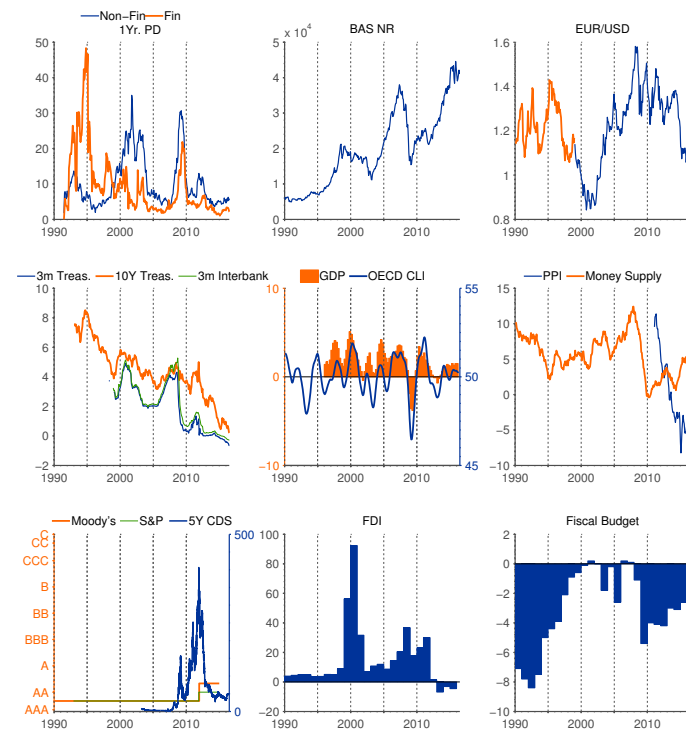 Non-Fin Fin
1Yr. PD
50
40
30
20
10
0
1990 2000 2010
BAS NR
x 10^4
5
4
3
2
1
0
1990 2000 2010
EUR/USD
1.6
1.4
1.2
1
0.8
1990 2000 2010
3m Treas. 10Y Treas. 3m Interbank
10
8
6
4
2
0
−2
1990 2000 2010
GDP OECD CLI
10
0
−10
55
50
45
1990 2000 2010
PPI Money Supply
15
10
5
0
−5
−10
1990 2000 2010
Moody's S&P 5Y CDS
C
CC
CCC
B
BB
BBB
A
AA
AAA
500
0
1990 2000 2010
FDI
100
80
60
40
20
0
−20
1990 2000 2010
Fiscal Budget
2
0
−2
−4
−6
−8
−10
1990 2000 2010